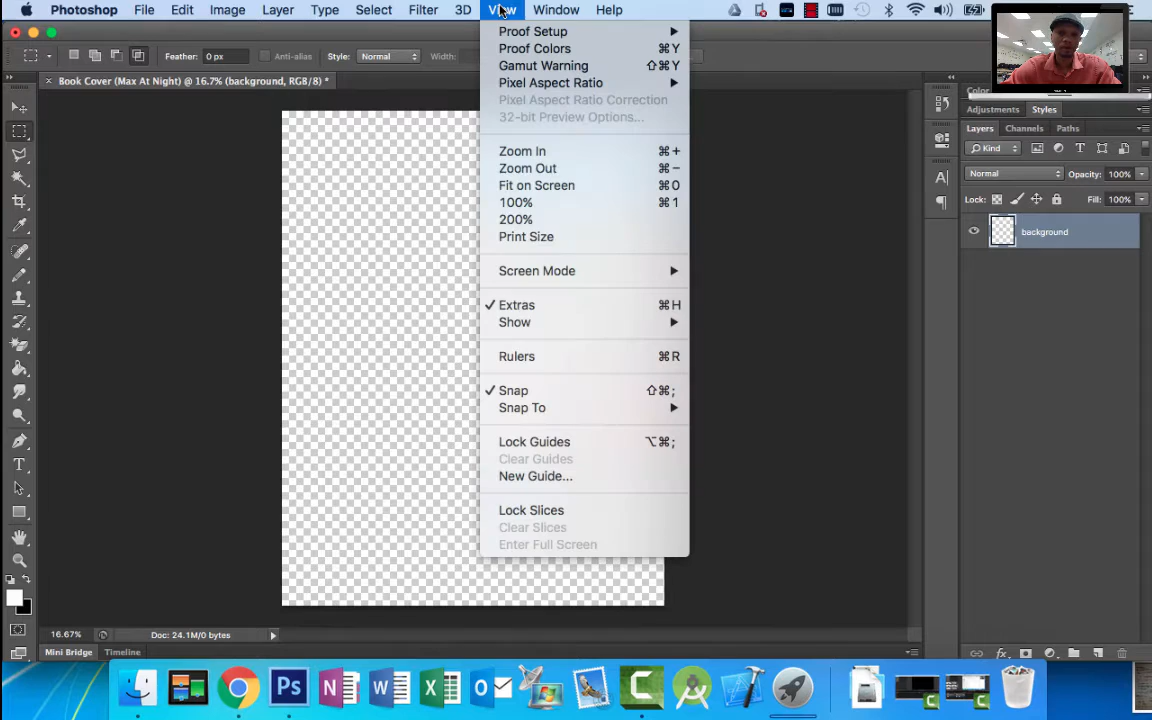 Photoshop File Edit Image Layer Type Select Filter 3D View Window Help
Feather: 0 px Anti-alias Style: Normal Width:
× Book Cover (Max At Night) @ 16.7% (background, RGB/8) *
Proof Setup ▶
Proof Colors ⌘Y
Gamut Warning ⇧⌘Y
Pixel Aspect Ratio ▶
Pixel Aspect Ratio Correction
32-bit Preview Options...
Zoom In ⌘+
Zoom Out ⌘−
Fit on Screen ⌘0
100% ⌘1
200%
Print Size
Screen Mode ▶
✓ Extras ⌘H
Show ▶
Rulers ⌘R
✓ Snap ⇧⌘;
Snap To ▶
Lock Guides ⌥⌘;
Clear Guides
New Guide...
Lock Slices
Clear Slices
Enter Full Screen
Adjustments Styles
Layers Channels Paths
Kind
Normal Opacity: 100%
Lock: Fill: 100%
background
16.67% Doc: 24.1M/0 bytes
Mini Bridge Timeline